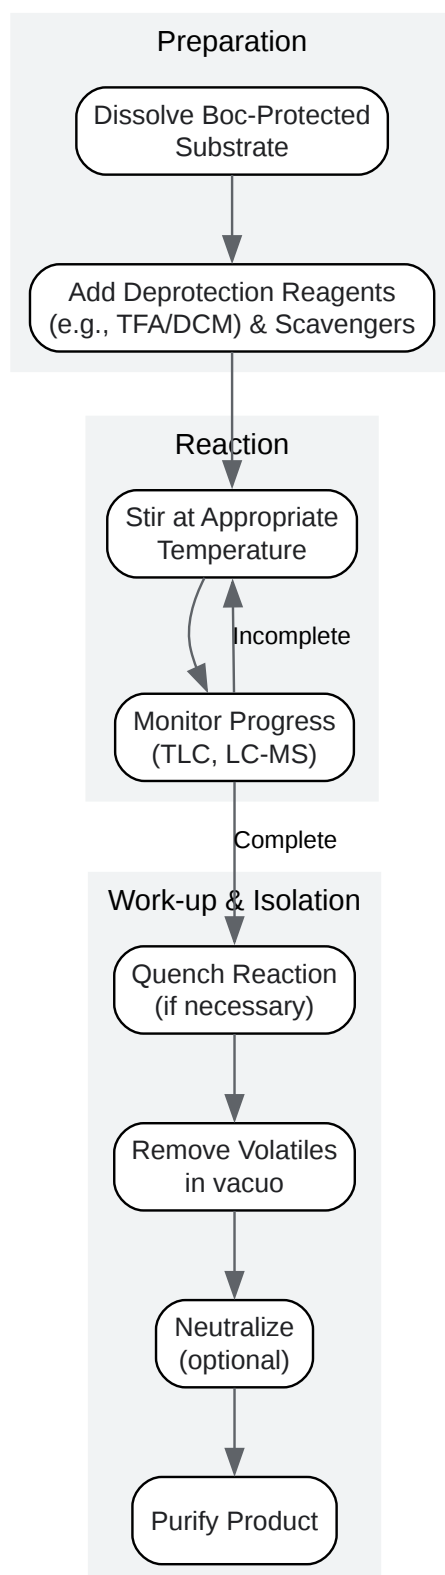 Preparation
Dissolve Boc-Protected
Substrate
Add Deprotection Reagents
(e.g., TFA/DCM) & Scavengers
Reaction
Stir at Appropriate
Temperature
Incomplete
Monitor Progress
(TLC, LC-MS)
Complete
Work-up & Isolation
Quench Reaction
(if necessary)
Remove Volatiles
in vacuo
Neutralize
(optional)
Purify Product